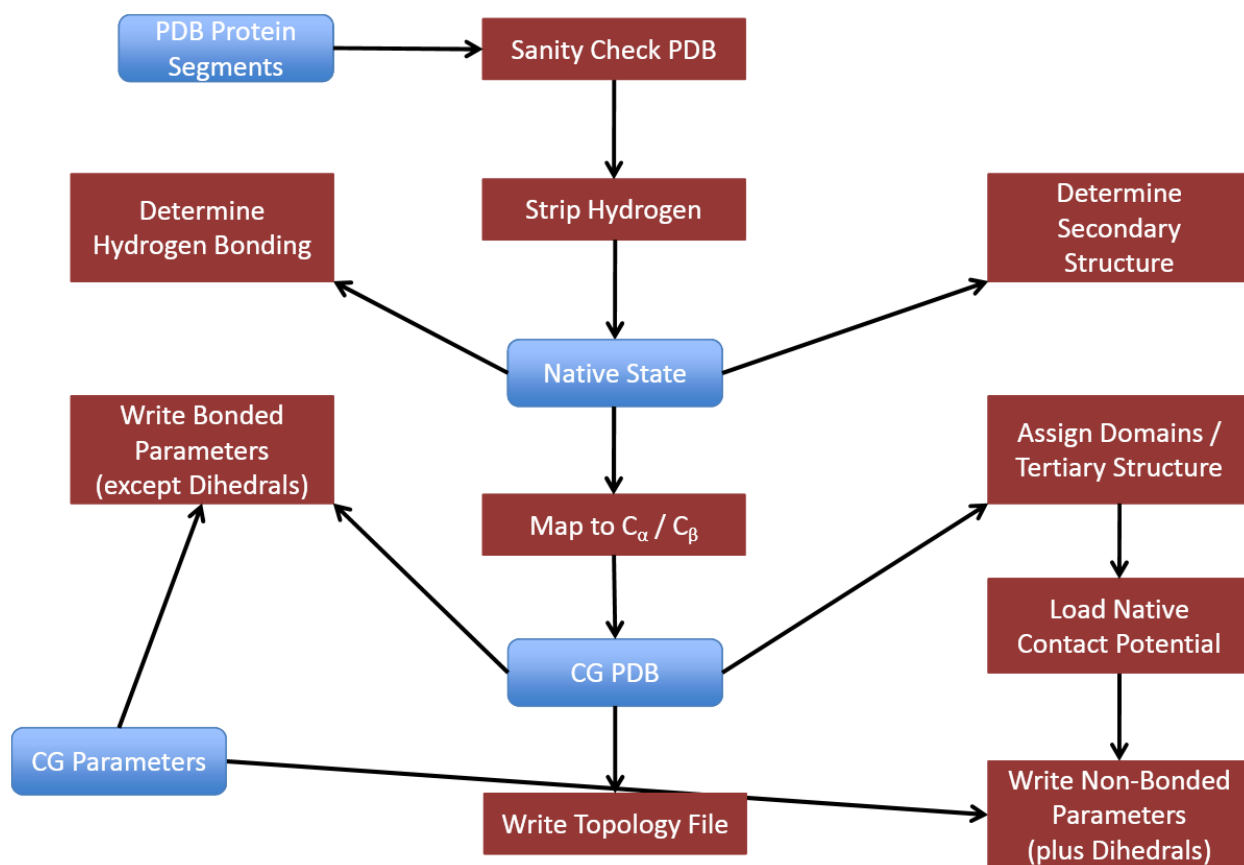 PDB Protein
Segments
Sanity Check PDB
Determine
Hydrogen Bonding
Strip Hydrogen
Determine
Secondary
Structure
Native State
Write Bonded
Parameters
(except Dihedrals)
Assign Domains /
Tertiary Structure
Map to Cα / Cβ
Load Native
Contact Potential
CG PDB
CG Parameters
Write Topology File
Write Non-Bonded
Parameters
(plus Dihedrals)